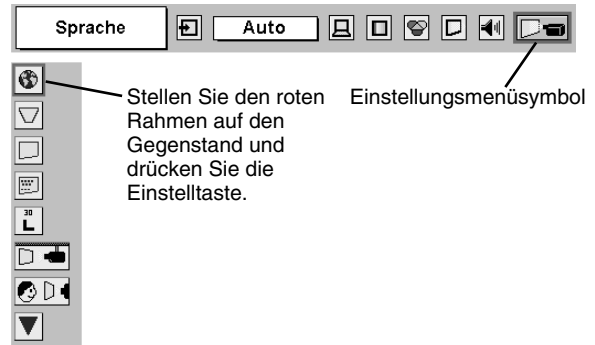 Sprache
Auto
Stellen Sie den roten
Rahmen auf den
Gegenstand und
drücken Sie die
Einstelltaste.
Einstellungsmenüsymbol
30
L